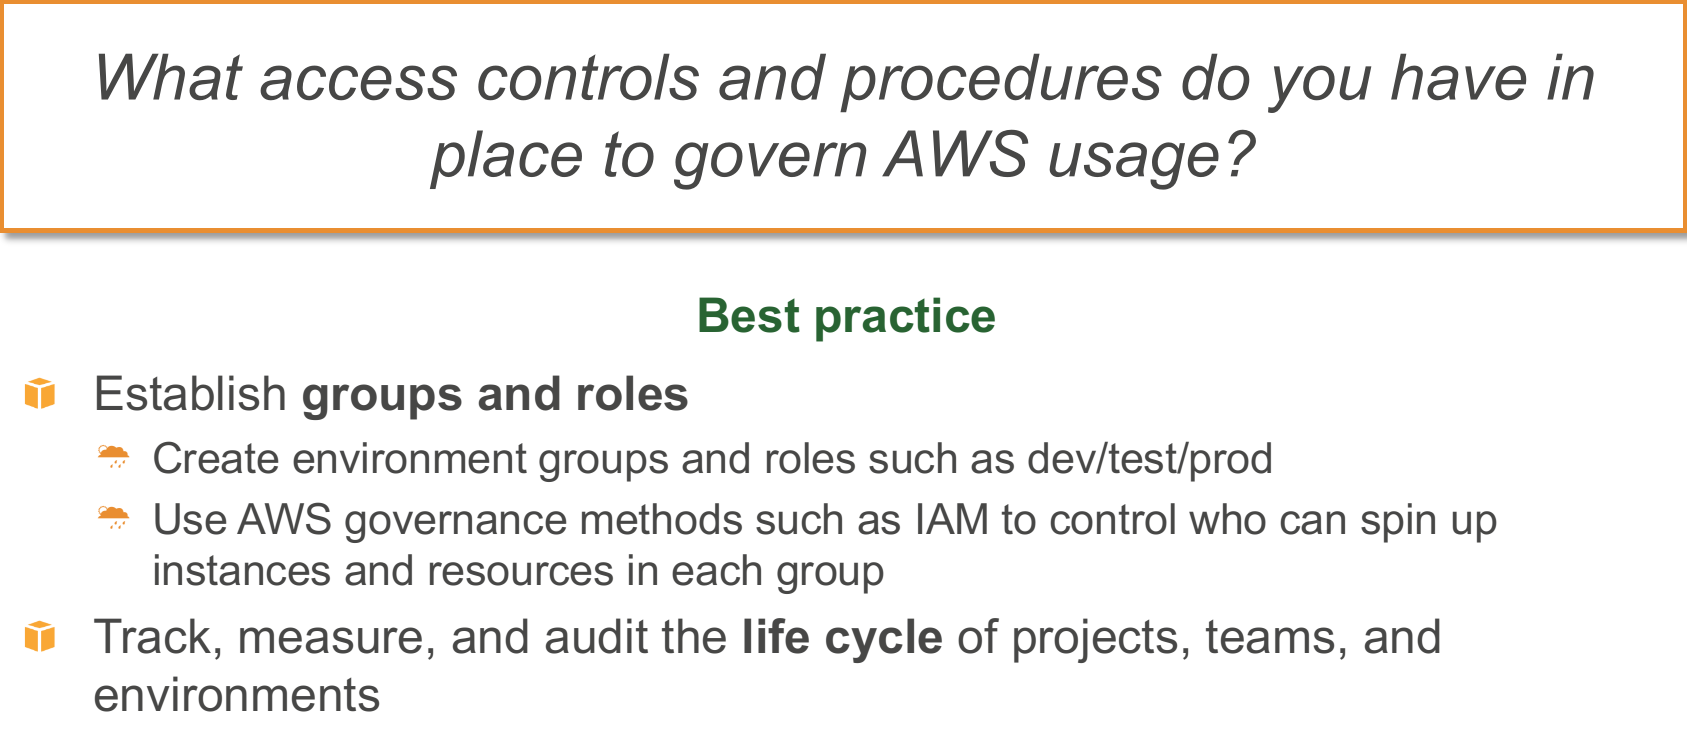 What access controls and procedures do you have in
place to govern AWS usage?
Best practice
Establish groups and roles
Create environment groups and roles such as dev/test/prod
Use AWS governance methods such as IAM to control who can spin up
instances and resources in each group
Track, measure, and audit the life cycle of projects, teams, and
environments